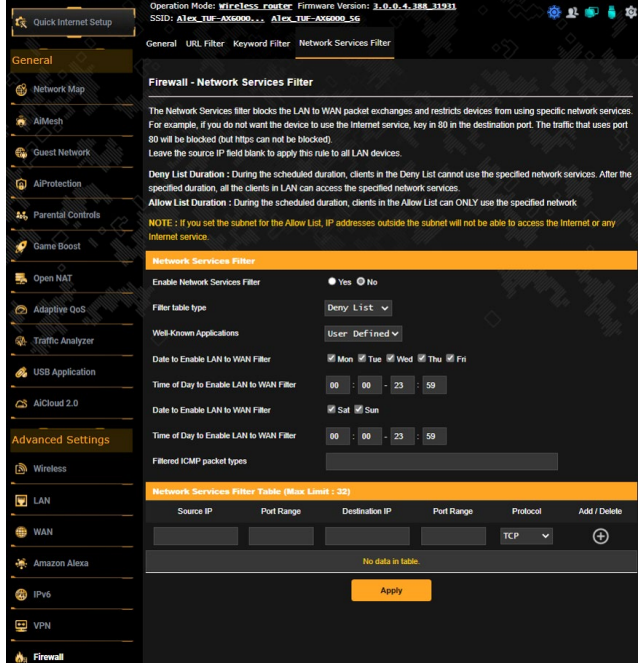 Quick Internet Setup
Operation Mode: Wireless router Firmware Version: 3.0.0.4.388_31931
SSID: Alex_TUF-AX6000... Alex_TUF-AX6000_5G
General URL Filter Keyword Filter Network Services Filter
General
Network Map
AiMesh
Guest Network
AiProtection
Parental Controls
Game Boost
Open NAT
Adaptive QoS
Traffic Analyzer
USB Application
AiCloud 2.0
Advanced Settings
Wireless
LAN
WAN
Amazon Alexa
IPv6
VPN
Firewall
Firewall - Network Services Filter
The Network Services filter blocks the LAN to WAN packet exchanges and restricts devices from using specific network services.
For example, if you do not want the device to use the Internet service, key in 80 in the destination port. The traffic that uses port
80 will be blocked (but https can not be blocked).
Leave the source IP field blank to apply this rule to all LAN devices.
Deny List Duration : During the scheduled duration, clients in the Deny List cannot use the specified network services. After the
specified duration, all the clients in LAN can access the specified network services.
Allow List Duration : During the scheduled duration, clients in the Allow List can ONLY use the specified network
NOTE : If you set the subnet for the Allow List, IP addresses outside the subnet will not be able to access the Internet or any
Internet service.
Network Services Filter
Enable Network Services Filter Yes No
Filter table type Deny List
Well-Known Applications User Defined
Date to Enable LAN to WAN Filter Mon Tue Wed Thu Fri
Time of Day to Enable LAN to WAN Filter 00 : 00 - 23 : 59
Date to Enable LAN to WAN Filter Sat Sun
Time of Day to Enable LAN to WAN Filter 00 : 00 - 23 : 59
Filtered ICMP packet types
Network Services Filter Table (Max Limit : 32)
Source IP Port Range Destination IP Port Range Protocol Add / Delete
TCP
No data in table.
Apply